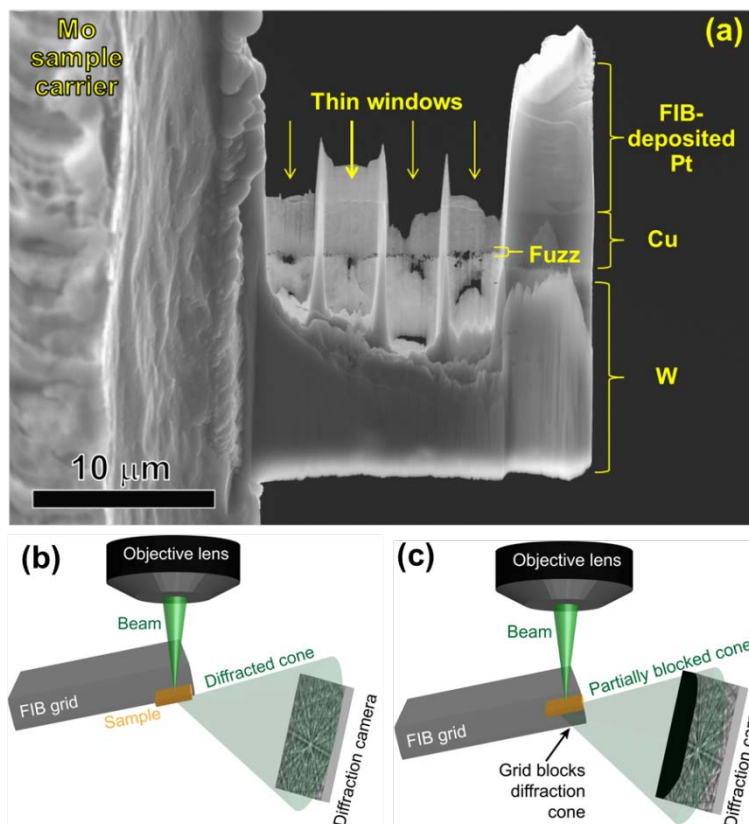 Mo
sample
carrier
(a)
Thin windows
FIB-
deposited
Pt
Cu
Fuzz
W
10 μm
(b)
Objective lens
Beam
Diffracted cone
FIB grid
Sample
Diffraction camera
(c)
Objective lens
Beam
Partially blocked cone
FIB grid
Grid blocks
diffraction
cone